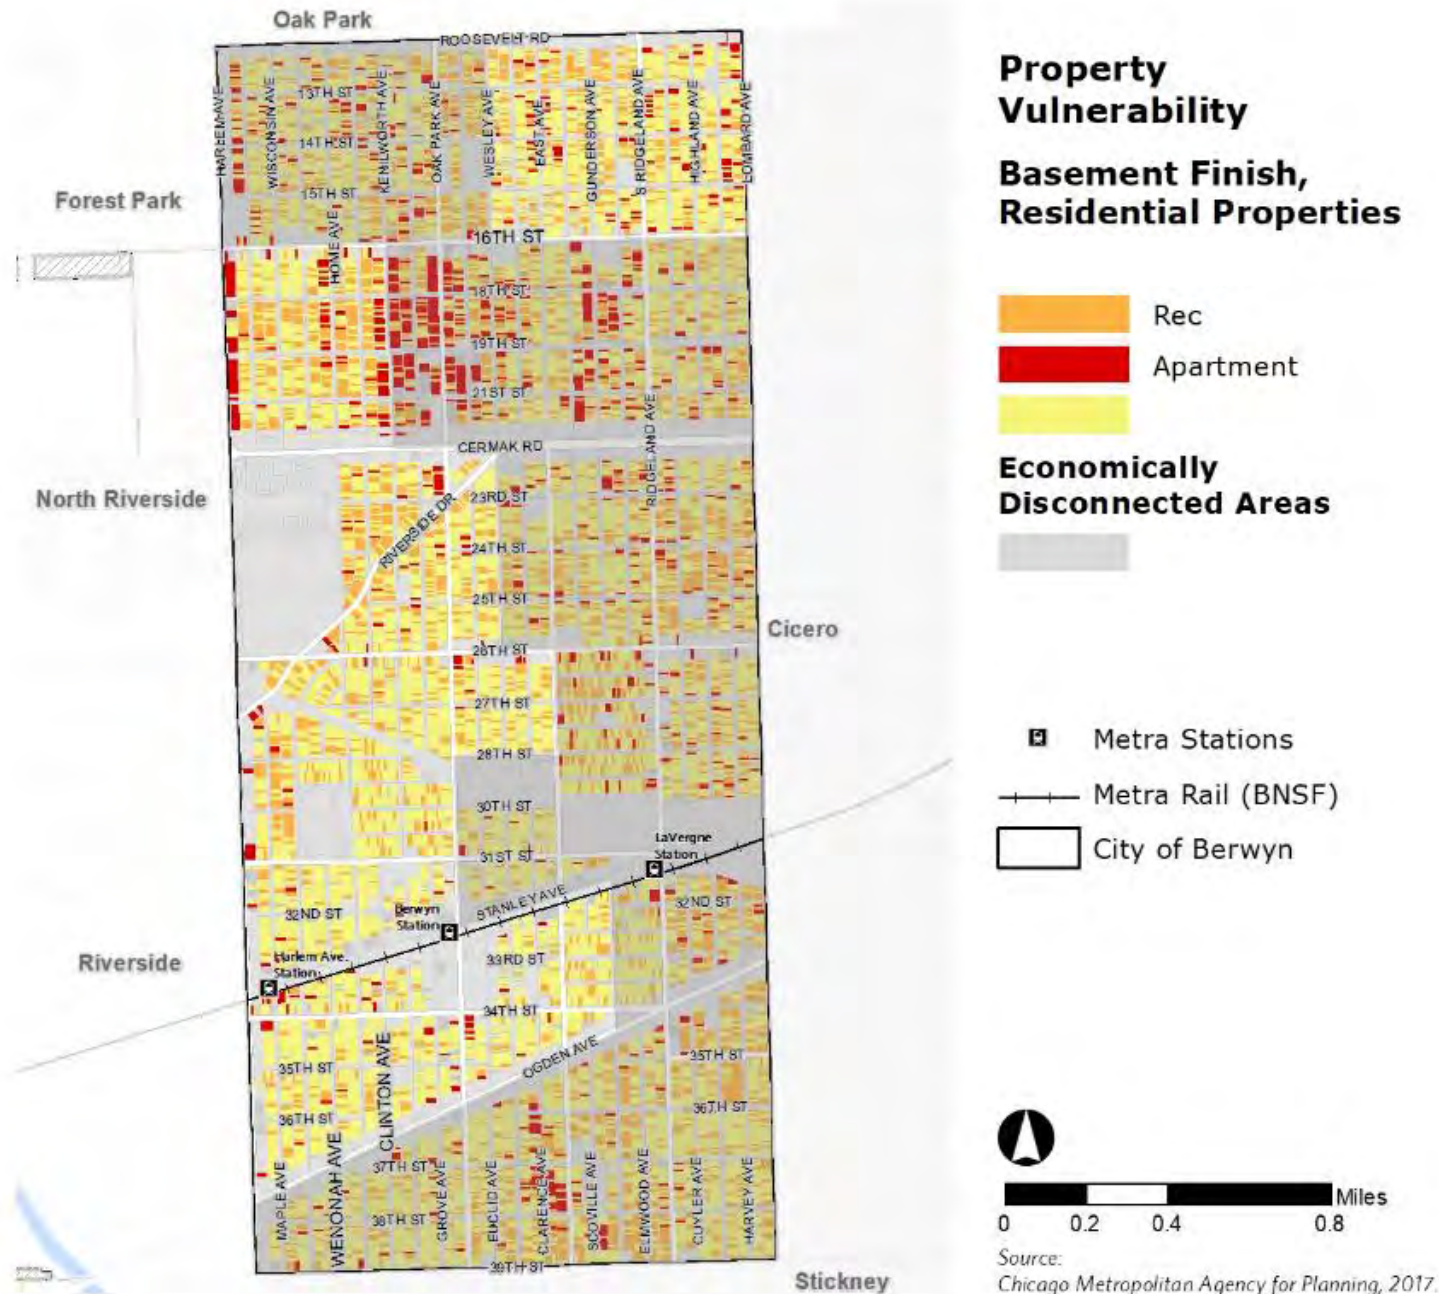 Oak Park
ROOSEVELT RD
HARLEM AVE
WISCONSIN AVE
13TH ST
KENILWORTH AVE
OAK PARK AVE
WESLEY AVE
EAST AVE
GUNDERSON AVE
S RIDGELAND AVE
HIGHLAND AVE
LOMBARD AVE
14TH ST
15TH ST
Forest Park
HOME AVE
16TH ST
18TH ST
19TH ST
21ST ST
RIDGELAND AVE
CERMAK RD
North Riverside
23RD ST
RIVERSIDE DR
24TH ST
25TH ST
Cicero
26TH ST
27TH ST
28TH ST
30TH ST
LaVergne
Station
31ST ST
STANLEY AVE
32ND ST
32ND ST
Berwyn
Station
Riverside
Harlem Ave.
Station
33RD ST
34TH ST
OGDEN AVE
35TH ST
35TH ST
CLINTON AVE
36TH ST
36TH ST
37TH ST
MAPLE AVE
WENONAH AVE
GROVE AVE
EUCLID AVE
CLARENCE AVE
SCOVILLE AVE
ELMWOOD AVE
CUYLER AVE
HARVEY AVE
38TH ST
39TH ST
Stickney
Property
Vulnerability
Basement Finish,
Residential Properties
Rec
Apartment
Economically
Disconnected Areas
Metra Stations
Metra Rail (BNSF)
City of Berwyn
Miles
0 0.2 0.4 0.8
Source:
Chicago Metropolitan Agency for Planning, 2017.